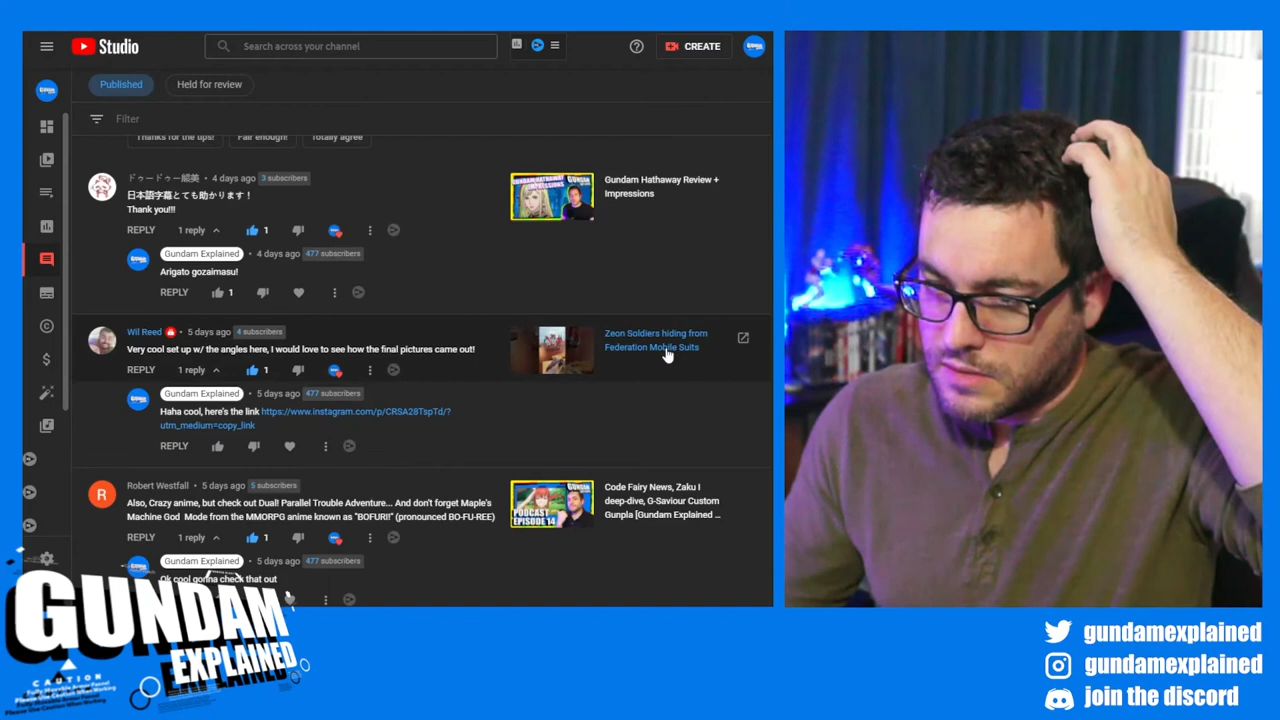 Studio
Search across your channel
CREATE
Published
Held for review
Filter
Thanks for the tips!
Fair enough!
Totally agree
ドゥードゥー能美 • 4 days ago 3 subscribers
日本語字幕とても助かります！
Thank you!!!
REPLY 1 reply 1
Gundam Hathaway Review +
Impressions
Gundam Explained • 4 days ago 477 subscribers
Arigato gozaimasu!
REPLY 1
Wil Reed • 5 days ago 4 subscribers
Very cool set up w/ the angles here, I would love to see how the final pictures came out!
REPLY 1 reply 1
Zeon Soldiers hiding from
Federation Mobile Suits
Gundam Explained • 5 days ago 477 subscribers
Haha cool, here's the link https://www.instagram.com/p/CRSA28TspTd/?
utm_medium=copy_link
REPLY
R
Robert Westfall • 5 days ago 5 subscribers
Also, Crazy anime, but check out Dual! Parallel Trouble Adventure... And don't forget Maple's
Machine God Mode from the MMORPG anime known as "BOFURI!" (pronounced BO-FU-REE)
REPLY 1 reply 1
PODCAST
EPISODE 14
Code Fairy News, Zaku I
deep-dive, G-Saviour Custom
Gunpla [Gundam Explained ...
Gundam Explained • 5 days ago 477 subscribers
Ok cool gonna check that out
GUNDAM
EXPLAINED
CAUTION
gundamexplained
gundamexplained
join the discord